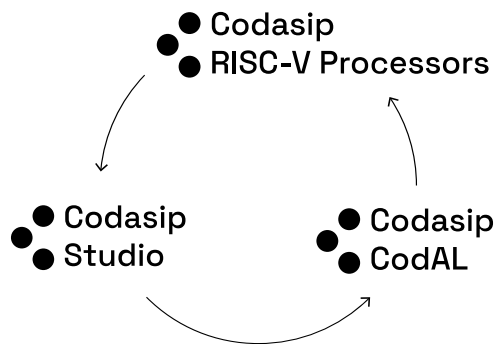 Codasip
RISC-V Processors
Codasip
Studio
Codasip
CodAL